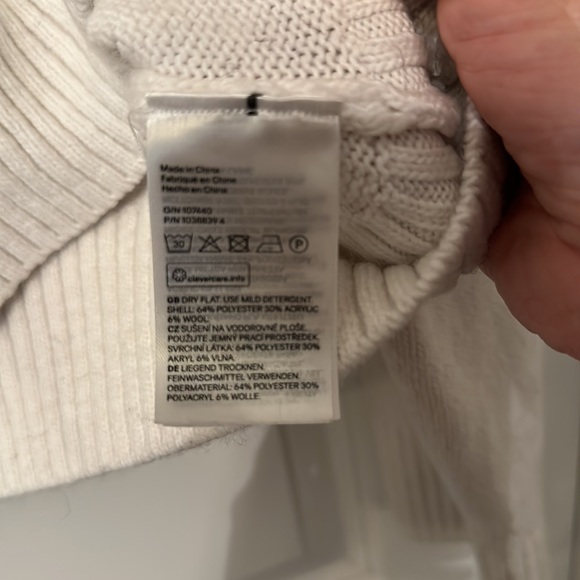 Made in China
Fabriqué en Chine
Hecho en China
O/N 107440
P/N 1036839 4
30
P
clevercare.info
GB DRY FLAT. USE MILD DETERGENT.
SHELL: 64% POLYESTER 30% ACRYLIC
6% WOOL.
CZ SUŠENÍ NA VODOROVNÉ PLOŠE.
POUŽIJTE JEMNÝ PRACÍ PROSTŘEDEK.
SVRCHNÍ LÁTKA: 64% POLYESTER 30%
AKRYL 6% VLNA.
DE LIEGEND TROCKNEN.
FEINWASCHMITTEL VERWENDEN.
OBERMATERIAL: 64% POLYESTER 30%
POLYACRYL 6% WOLLE.